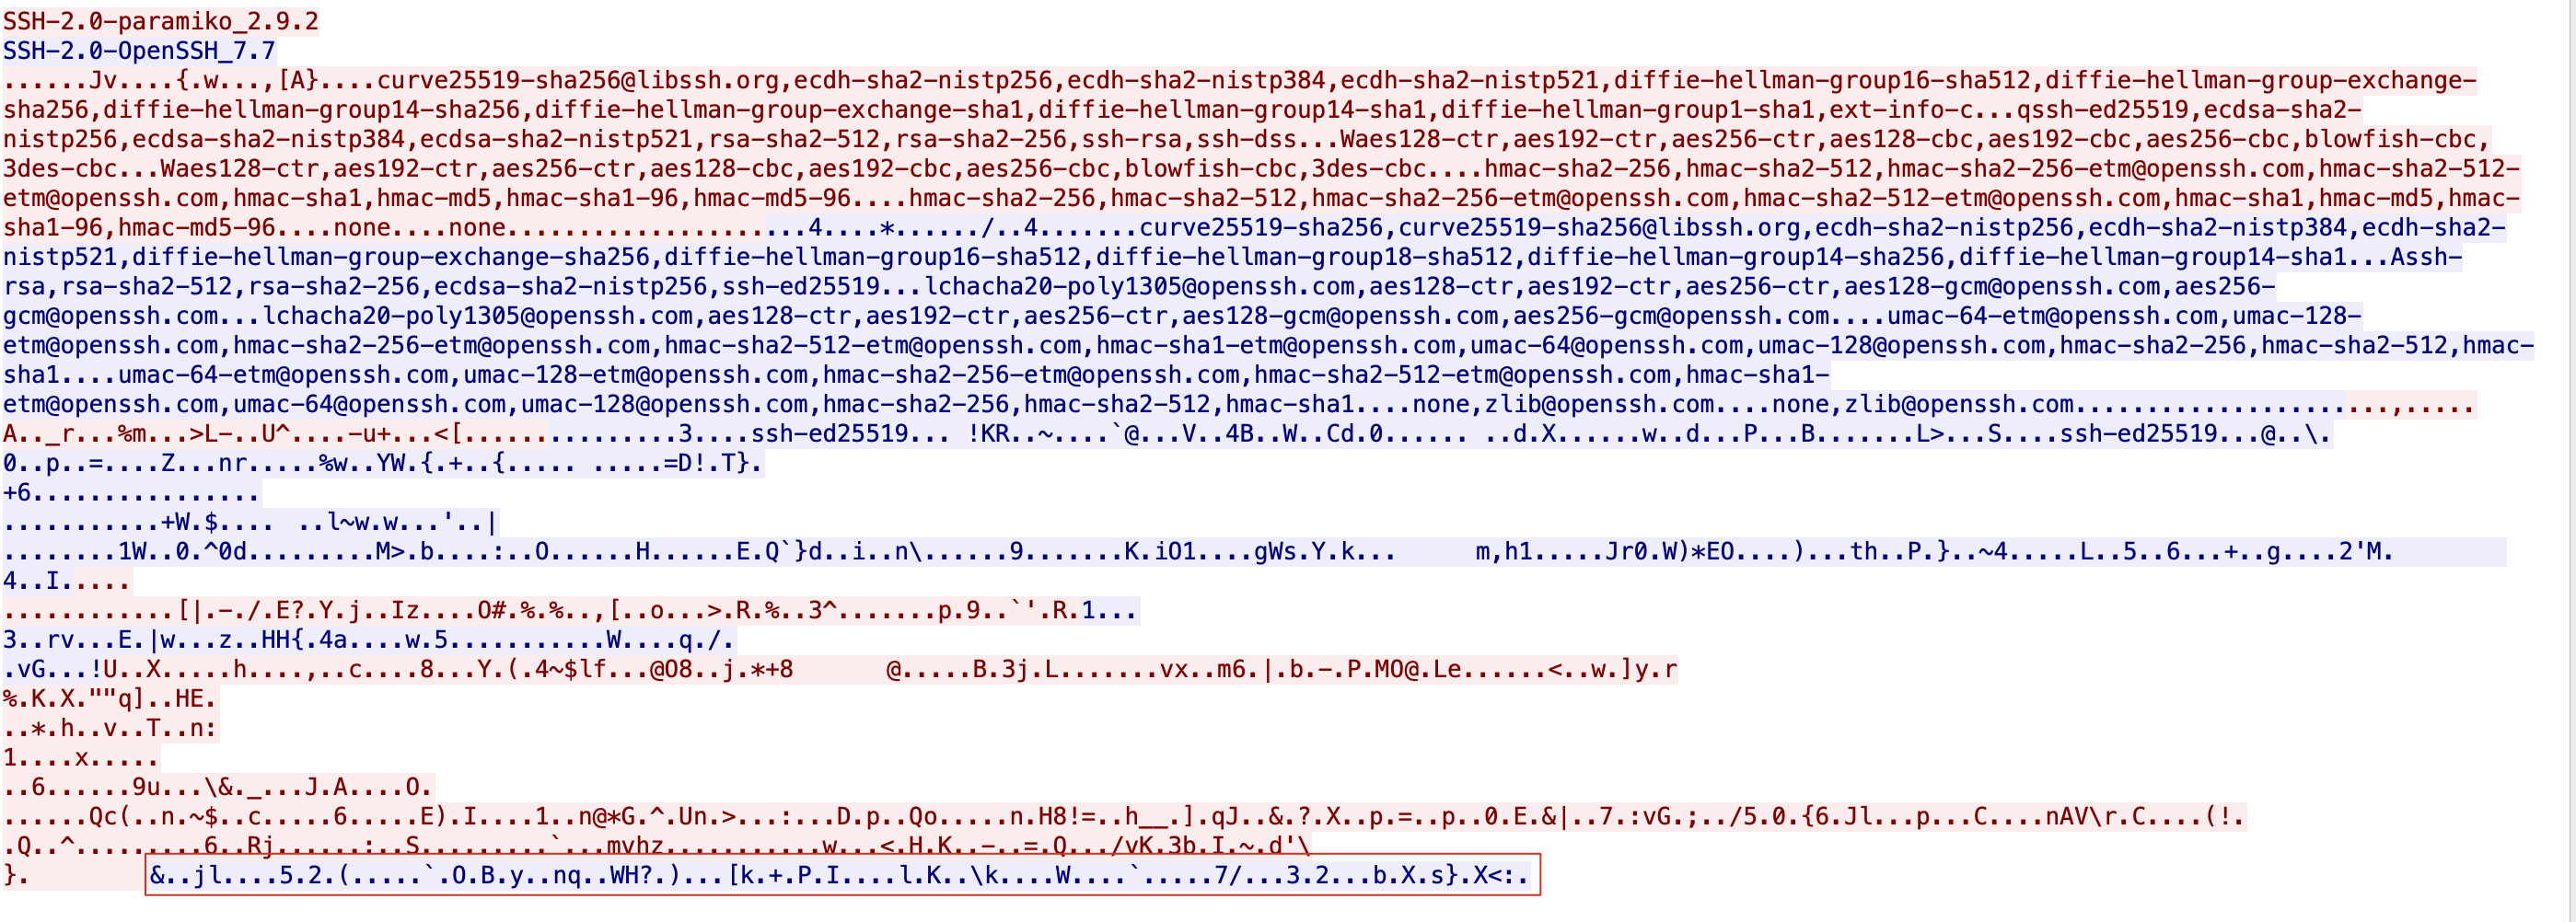 SSH-2.0-paramiko_2.9.2
SSH-2.0-OpenSSH_7.7
......Jv....{.w...,[A}....curve25519-sha256@libssh.org,ecdh-sha2-nistp256,ecdh-sha2-nistp384,ecdh-sha2-nistp521,diffie-hellman-group16-sha512,diffie-hellman-group-exchange-
sha256,diffie-hellman-group14-sha256,diffie-hellman-group-exchange-sha1,diffie-hellman-group14-sha1,diffie-hellman-group1-sha1,ext-info-c...qssh-ed25519,ecdsa-sha2-
nistp256,ecdsa-sha2-nistp384,ecdsa-sha2-nistp521,rsa-sha2-512,rsa-sha2-256,ssh-rsa,ssh-dss...Waes128-ctr,aes192-ctr,aes256-ctr,aes128-cbc,aes192-cbc,aes256-cbc,blowfish-cbc,
3des-cbc...Waes128-ctr,aes192-ctr,aes256-ctr,aes128-cbc,aes192-cbc,aes256-cbc,blowfish-cbc,3des-cbc....hmac-sha2-256,hmac-sha2-512,hmac-sha2-256-etm@openssh.com,hmac-sha2-512-
etm@openssh.com,hmac-sha1,hmac-md5,hmac-sha1-96,hmac-md5-96....hmac-sha2-256,hmac-sha2-512,hmac-sha2-256-etm@openssh.com,hmac-sha2-512-etm@openssh.com,hmac-sha1,hmac-md5,hmac-
sha1-96,hmac-md5-96....none....none.....................4....*....../..4.......curve25519-sha256,curve25519-sha256@libssh.org,ecdh-sha2-nistp256,ecdh-sha2-nistp384,ecdh-sha2-
nistp521,diffie-hellman-group-exchange-sha256,diffie-hellman-group16-sha512,diffie-hellman-group18-sha512,diffie-hellman-group14-sha256,diffie-hellman-group14-sha1...Assh-
rsa,rsa-sha2-512,rsa-sha2-256,ecdsa-sha2-nistp256,ssh-ed25519...lchacha20-poly1305@openssh.com,aes128-ctr,aes192-ctr,aes256-ctr,aes128-gcm@openssh.com,aes256-
gcm@openssh.com...lchacha20-poly1305@openssh.com,aes128-ctr,aes192-ctr,aes256-ctr,aes128-gcm@openssh.com,aes256-gcm@openssh.com....umac-64-etm@openssh.com,umac-128-
etm@openssh.com,hmac-sha2-256-etm@openssh.com,hmac-sha2-512-etm@openssh.com,hmac-sha1-etm@openssh.com,umac-64@openssh.com,umac-128@openssh.com,hmac-sha2-256,hmac-sha2-512,hmac-
sha1....umac-64-etm@openssh.com,umac-128-etm@openssh.com,hmac-sha2-256-etm@openssh.com,hmac-sha2-512-etm@openssh.com,hmac-sha1-
etm@openssh.com,umac-64@openssh.com,umac-128@openssh.com,hmac-sha2-256,hmac-sha2-512,hmac-sha1....none,zlib@openssh.com....none,zlib@openssh.com......................,.....
A.._r...%m...>L-..U^....-u+...<[...............3....ssh-ed25519... !KR..~....`@...V..4B..W..Cd.0...... ..d.X......w..d...P...B.......L>...S....ssh-ed25519...@..\.
0..p..=....Z...nr.....%w..YW.{.+..{..... .....=D!.T}.
+6................
...........+W.$....  ..l~w.w...'..|
........1W..0.^0d.........M>.b....:..O......H......E.Q`}d..i..n\......9.......K.iO1....gWs.Y.k...      m,h1.....Jr0.W)*EO....)...th..P.}..~4.....L..5..6...+..g....2'M.
4..I.....
............[|.-./.E?.Y.j..Iz....O#.%.%..,[..o...>.R.%..3^.......p.9..`'.R.1...
3..rv...E.|w...z..HH{.4a....w.5...........W....q./.
.vG...!U..X.....h....,..c....8...Y.(.4~$lf...@O8..j.*+8       @.....B.3j.L.......vx..m6.|.b.-.P.MO@.Le......<..w.]y.r
%.K.X.""q]..HE.
..*.h..v..T..n:
1....x.....
..6......9u...\&._...J.A....O.
......Qc(..n.~$..c.....6.....E).I....1..n@*G.^.Un.>...:...D.p..Qo.....n.H8!=..h__.].qJ..&.?.X..p.=..p..0.E.&|..7.:vG.;../5.0.{6.Jl...p...C....nAV\r.C....(!.
.Q..^.........6..Rj......:..S.........`...mvhz...........w...<.H.K..-..=.Q.../vK.3b.I.~.d'\
}.        &..jl....5.2.(.....`.O.B.y..nq..WH?.)...[k.+.P.I....l.K..\k....W....`.....7/...3.2...b.X.s}.X<:.